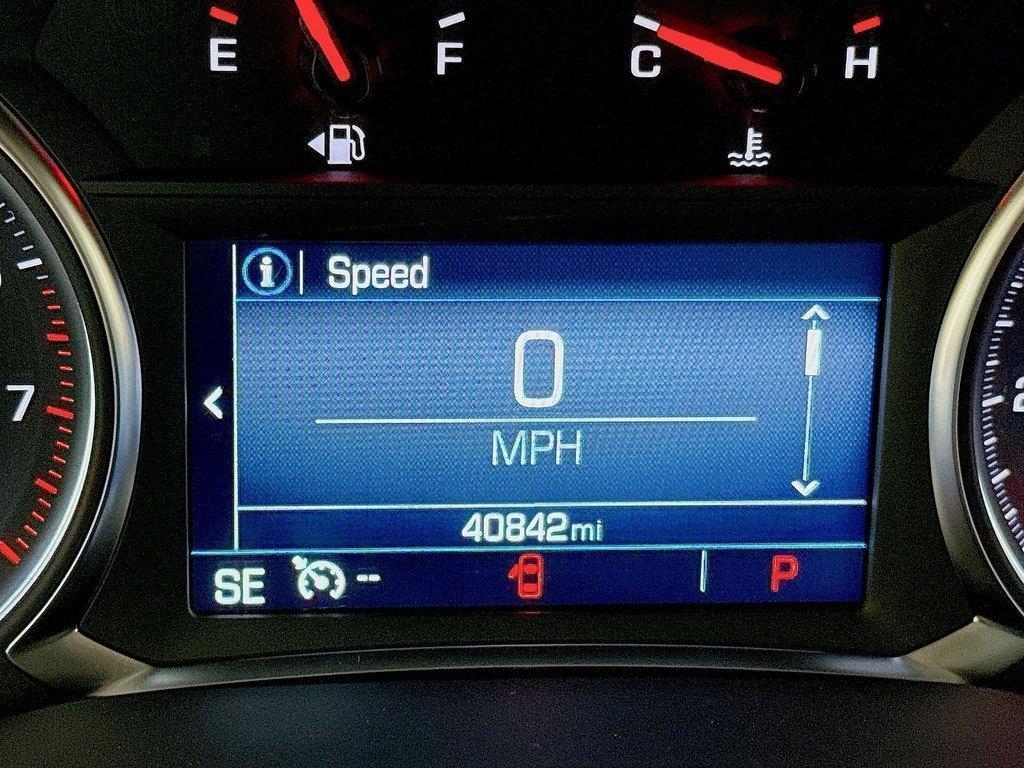 E F C H
Speed
0
7
MPH
40842mi
SE -- P